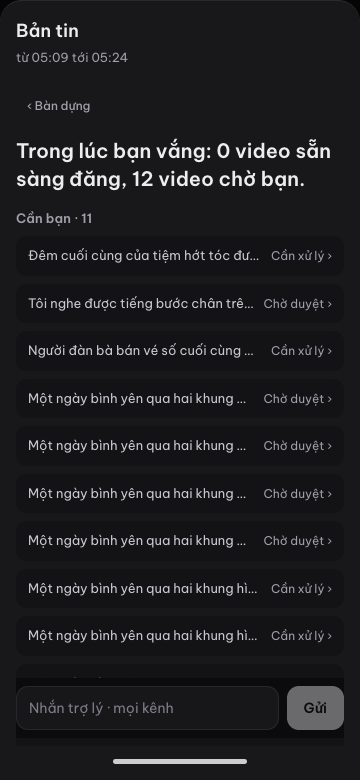 Bản tin
từ 05:09 tới 05:24
‹ Bàn dựng
Trong lúc bạn vắng: 0 video sẵn
sàng đăng, 12 video chờ bạn.
Cần bạn · 11
Đêm cuối cùng của tiệm hớt tóc đư... Cần xử lý ›
Tôi nghe được tiếng bước chân trê... Chờ duyệt ›
Người đàn bà bán vé số cuối cùng ... Cần xử lý ›
Một ngày bình yên qua hai khung ... Chờ duyệt ›
Một ngày bình yên qua hai khung ... Chờ duyệt ›
Một ngày bình yên qua hai khung ... Chờ duyệt ›
Một ngày bình yên qua hai khung ... Chờ duyệt ›
Một ngày bình yên qua hai khung hì... Cần xử lý ›
Một ngày bình yên qua hai khung hì... Cần xử lý ›
Nhắn trợ lý · mọi kênh Gửi